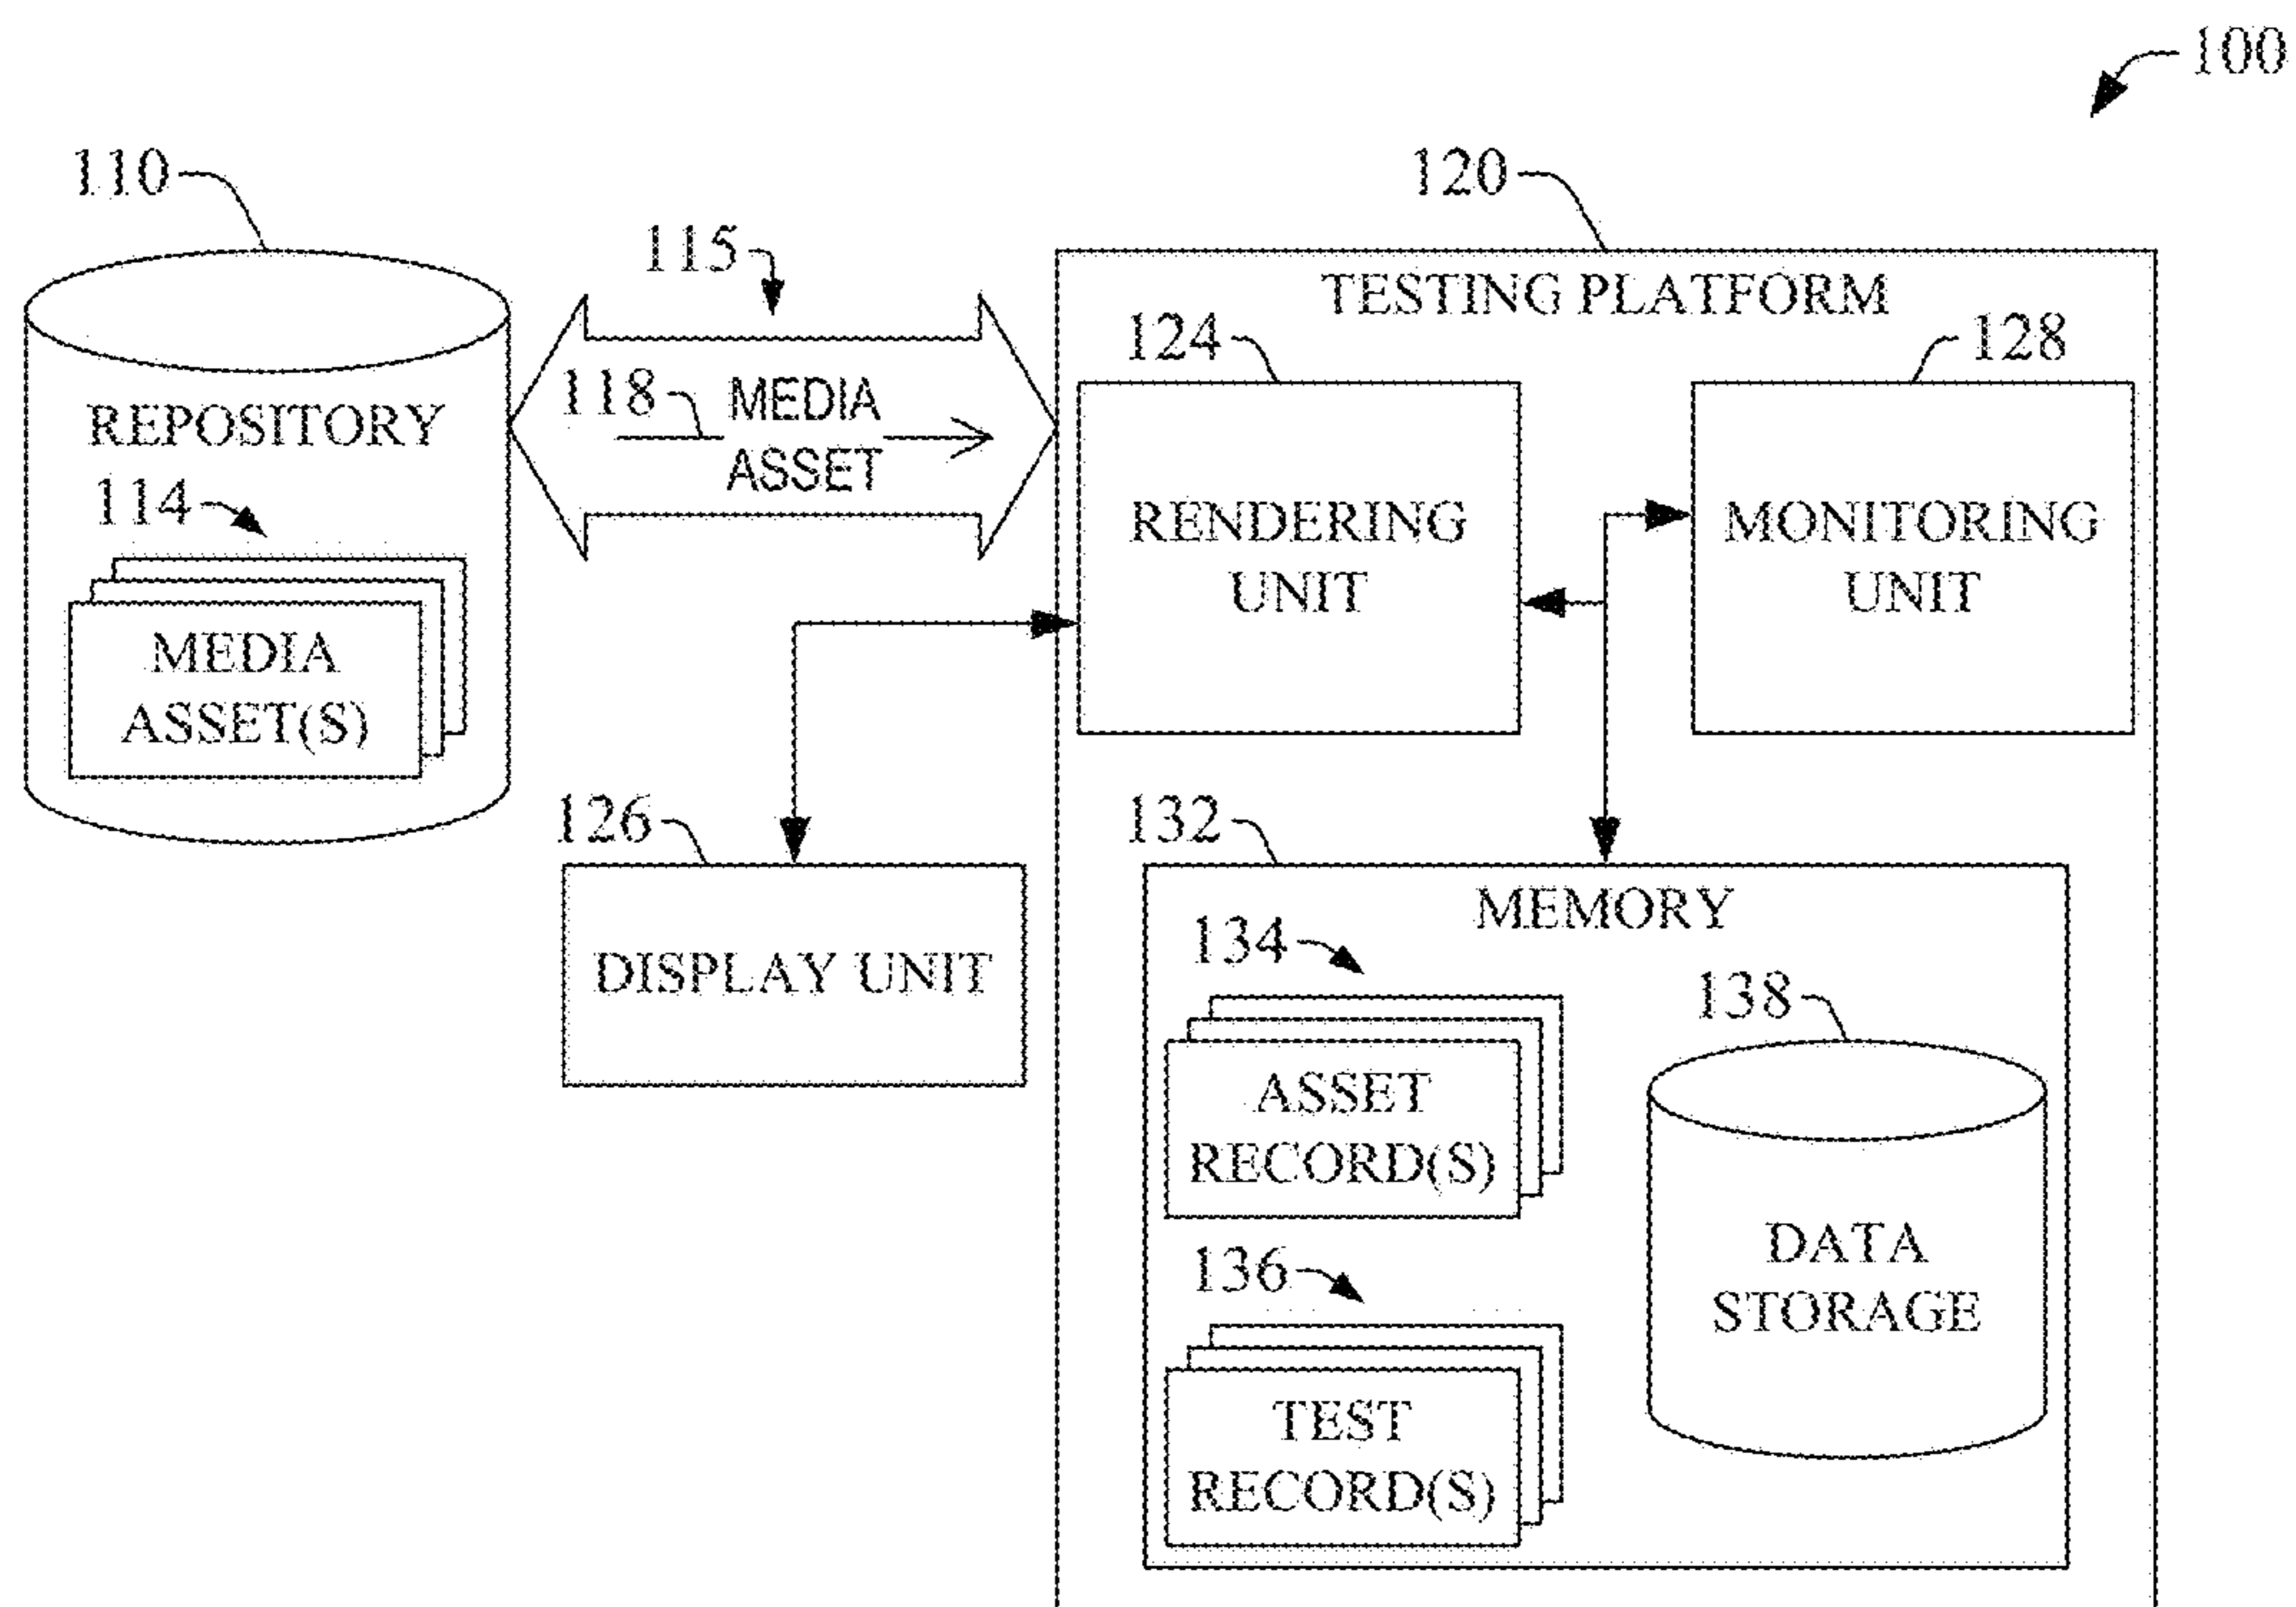 100
110
120
115
TESTING PLATFORM
124
128
118
MEDIA
ASSET
REPOSITORY
114
MEDIA
ASSET(S)
RENDERING
UNIT
MONITORING
UNIT
126
DISPLAY UNIT
132
MEMORY
134
ASSET
RECORD(S)
138
DATA
STORAGE
136
TEST
RECORD(S)